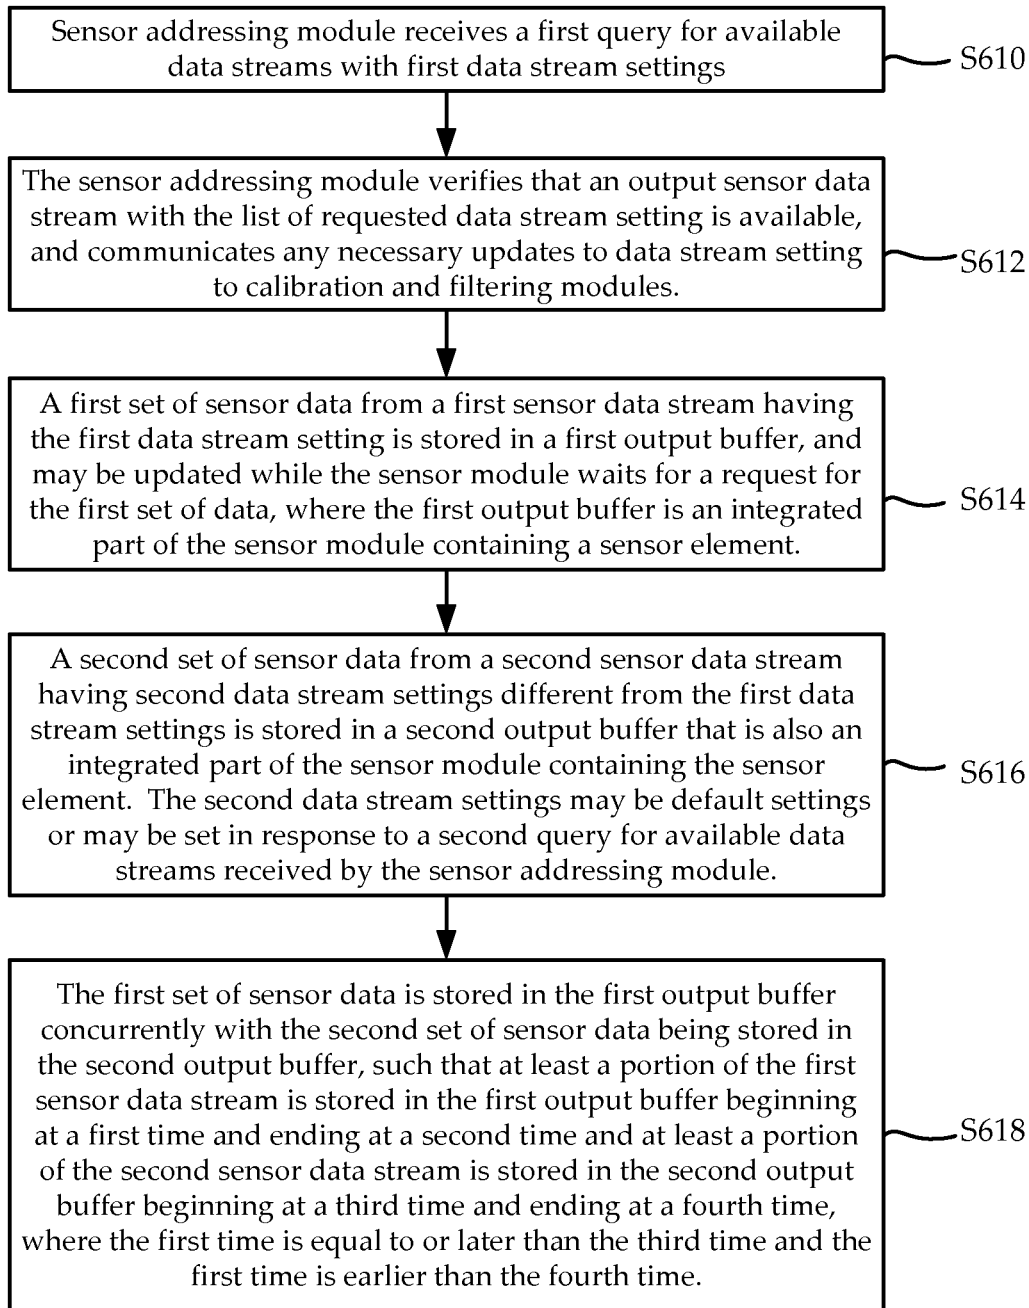 Sensor addressing module receives a first query for available
data streams with first data stream settings
S610
The sensor addressing module verifies that an output sensor data
stream with the list of requested data stream setting is available,
and communicates any necessary updates to data stream setting
to calibration and filtering modules.
S612
A first set of sensor data from a first sensor data stream having
the first data stream setting is stored in a first output buffer, and
may be updated while the sensor module waits for a request for
the first set of data, where the first output buffer is an integrated
part of the sensor module containing a sensor element.
S614
A second set of sensor data from a second sensor data stream
having second data stream settings different from the first data
stream settings is stored in a second output buffer that is also an
integrated part of the sensor module containing the sensor
element. The second data stream settings may be default settings
or may be set in response to a second query for available data
streams received by the sensor addressing module.
S616
The first set of sensor data is stored in the first output buffer
concurrently with the second set of sensor data being stored in
the second output buffer, such that at least a portion of the first
sensor data stream is stored in the first output buffer beginning
at a first time and ending at a second time and at least a portion
of the second sensor data stream is stored in the second output
buffer beginning at a third time and ending at a fourth time,
where the first time is equal to or later than the third time and the
first time is earlier than the fourth time.
S618